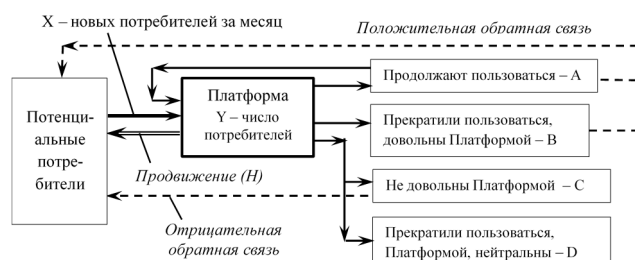 X – новых потребителей за месяц
Положительная обратная связь
Продолжают пользоваться – A
Платформа
Y – число
потребителей
Потенци-
альные
потре-
бители
Прекратили пользоваться,
довольны Платформой – B
Продвижение (H)
Не довольны Платформой – C
Отрицательная
обратная связь
Прекратили пользоваться,
Платформой, нейтральны – D